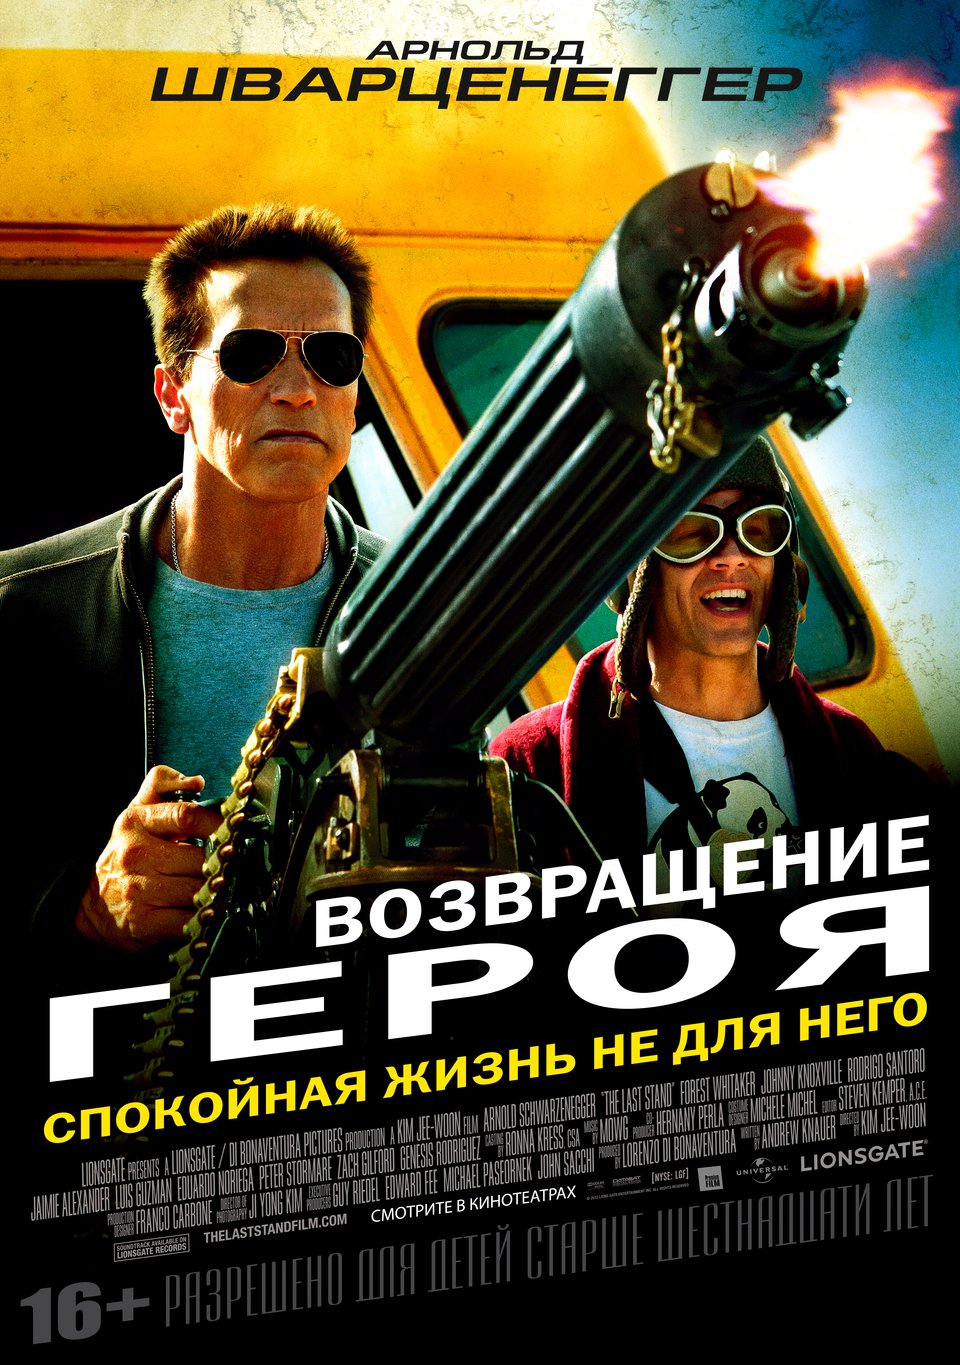 АРНОЛЬД
ШВАРЦЕНЕГГЕР
ВОЗВРАЩЕНИЕ
ГЕРОЯ
СПОКОЙНАЯ ЖИЗНЬ НЕ ДЛЯ НЕГО
LIONSGATE PRESENTS A LIONSGATE / DI BONAVENTURA PICTURES PRODUCTION A KIM JEE-WOON FILM ARNOLD SCHWARZENEGGER "THE LAST STAND" FOREST WHITAKER JOHNNY KNOXVILLE RODRIGO SANTORO
JAIMIE ALEXANDER LUIS GUZMAN EDUARDO NORIEGA PETER STORMARE ZACH GILFORD GENESIS RODRIGUEZ CASTING BY RONNA KRESS, CSA MUSIC BY MOWG CO-PRODUCER HERNANY PERLA COSTUME DESIGNER MICHELE MICHEL EDITOR STEVEN KEMPER, A.C.E.
PRODUCTION DESIGNER FRANCO CARBONE DIRECTOR OF PHOTOGRAPHY JI YONG KIM EXECUTIVE PRODUCERS GUY RIEDEL EDWARD FEE MICHAEL PASEORNEK JOHN SACCHI PRODUCED BY LORENZO DI BONAVENTURA WRITTEN BY ANDREW KNAUER DIRECTED BY KIM JEE-WOON
SOUNDTRACK AVAILABLE ON
LIONSGATE RECORDS
THELASTSTANDFILM.COM
СМОТРИТЕ В КИНОТЕАТРАХ
[NYSE: LGF]
FILM
UNIVERSAL
LIONSGATE
16+ РАЗРЕШЕНО ДЛЯ ДЕТЕЙ СТАРШЕ ШЕСТНАДЦАТИ ЛЕТ